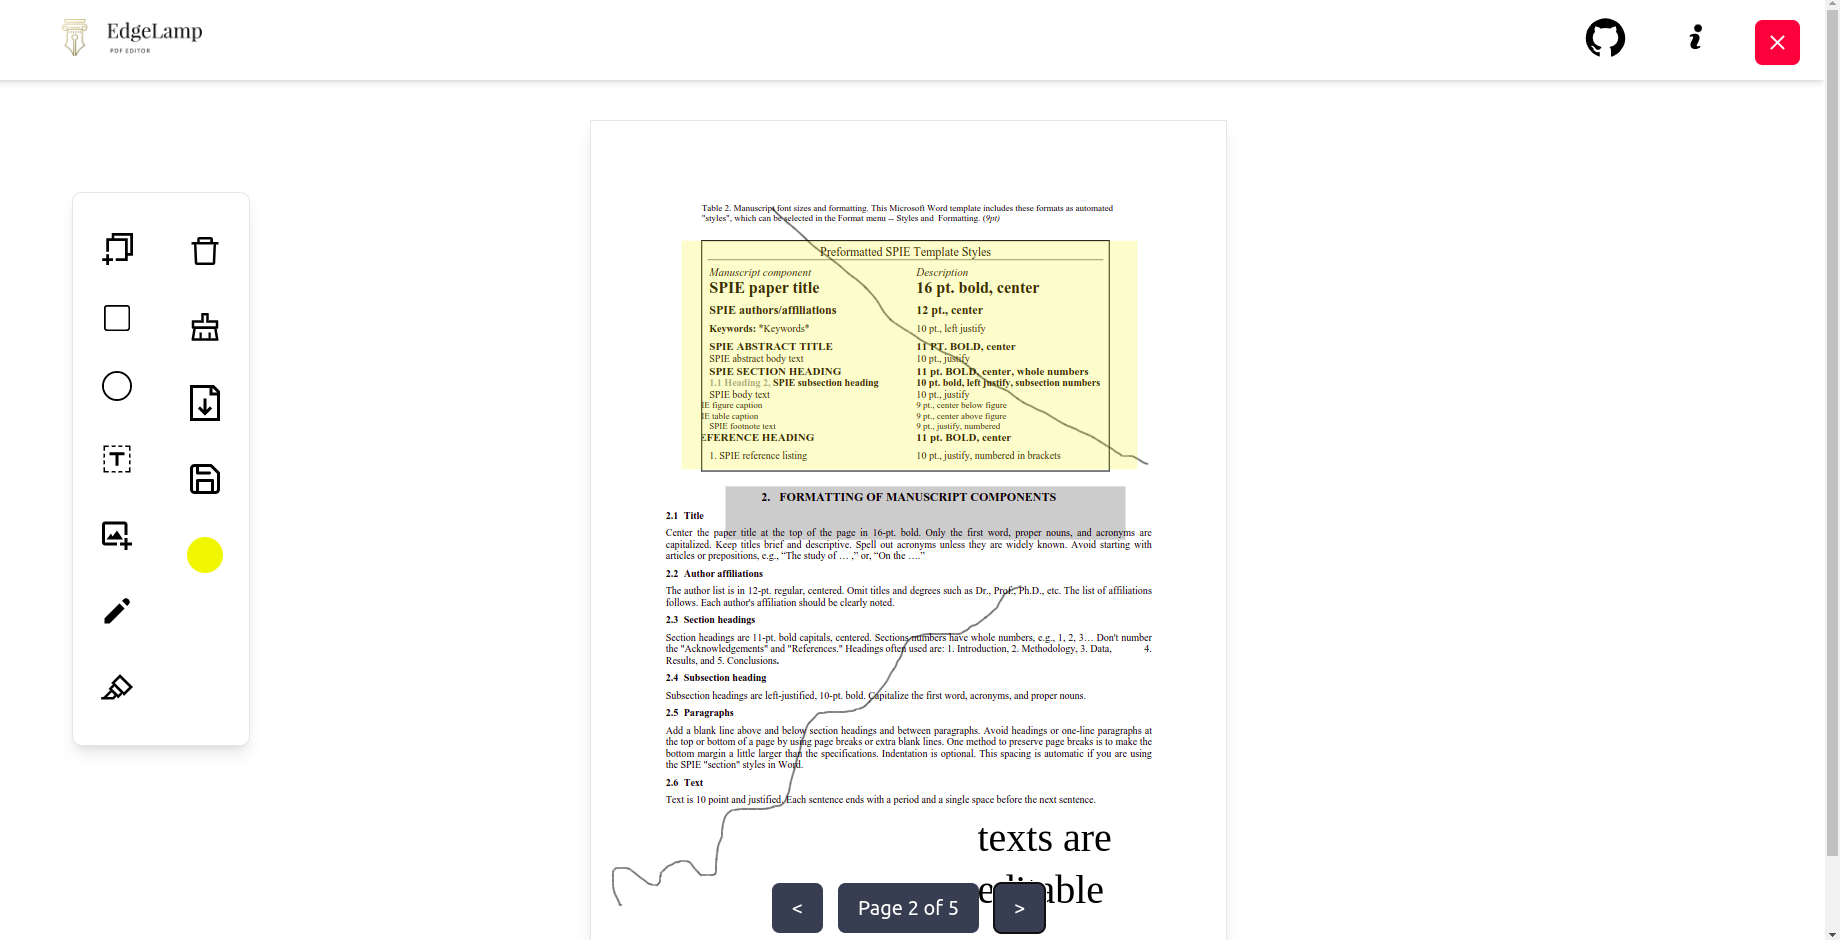 EdgeLamp
PDF EDITOR
Table 2. Manuscript font sizes and formatting. This Microsoft Word template includes these formats as automated
"styles", which can be selected in the Format menu -- Styles and Formatting. (9pt)
Preformatted SPIE Template Styles
Manuscript component Description
SPIE paper title 16 pt. bold, center
SPIE authors/affiliations 12 pt., center
Keywords: *Keywords* 10 pt., left justify
SPIE ABSTRACT TITLE 11 PT. BOLD, center
SPIE abstract body text 10 pt., justify
SPIE SECTION HEADING 11 pt. BOLD, center, whole numbers
1.1 Heading 2, SPIE subsection heading 10 pt. bold, left justify, subsection numbers
SPIE body text 10 pt., justify
IE figure caption 9 pt., center below figure
IE table caption 9 pt., center above figure
SPIE footnote text 9 pt., justify, numbered
EFERENCE HEADING 11 pt. BOLD, center
1. SPIE reference listing 10 pt., justify, numbered in brackets
2. FORMATTING OF MANUSCRIPT COMPONENTS
2.1 Title
Center the paper title at the top of the page in 16-pt. bold. Only the first word, proper nouns, and acronyms are
capitalized. Keep titles brief and descriptive. Spell out acronyms unless they are widely known. Avoid starting with
articles or prepositions, e.g., “The study of … ,” or, “On the ….”
2.2 Author affiliations
The author list is in 12-pt. regular, centered. Omit titles and degrees such as Dr., Prof., Ph.D., etc. The list of affiliations
follows. Each author's affiliation should be clearly noted.
2.3 Section headings
Section headings are 11-pt. bold capitals, centered. Sections numbers have whole numbers, e.g., 1, 2, 3… Don't number
the "Acknowledgements" and "References." Headings often used are: 1. Introduction, 2. Methodology, 3. Data, 4.
Results, and 5. Conclusions.
2.4 Subsection heading
Subsection headings are left-justified, 10-pt. bold. Capitalize the first word, acronyms, and proper nouns.
2.5 Paragraphs
Add a blank line above and below section headings and between paragraphs. Avoid headings or one-line paragraphs at
the top or bottom of a page by using page breaks or extra blank lines. One method to preserve page breaks is to make the
bottom margin a little larger than the specifications. Indentation is optional. This spacing is automatic if you are using
the SPIE "section" styles in Word.
2.6 Text
Text is 10 point and justified. Each sentence ends with a period and a single space before the next sentence.
texts are
editable
< Page 2 of 5 >